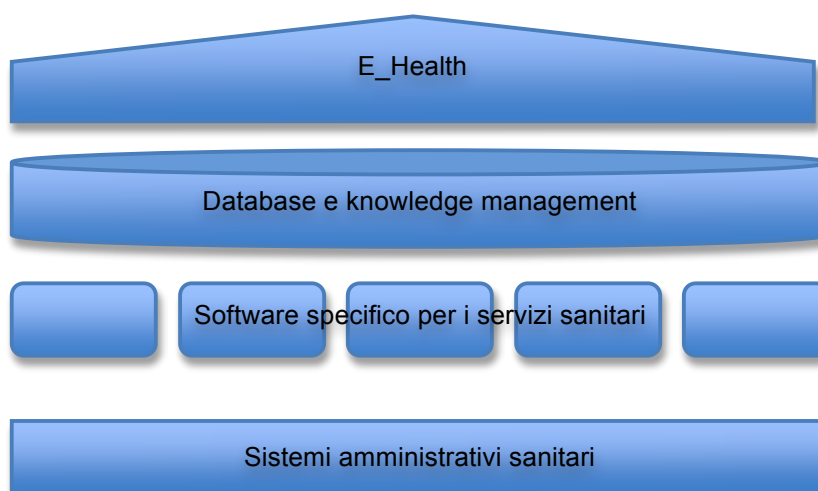 E_Health
Database e knowledge management
Software specifico per i servizi sanitari
Sistemi amministrativi sanitari